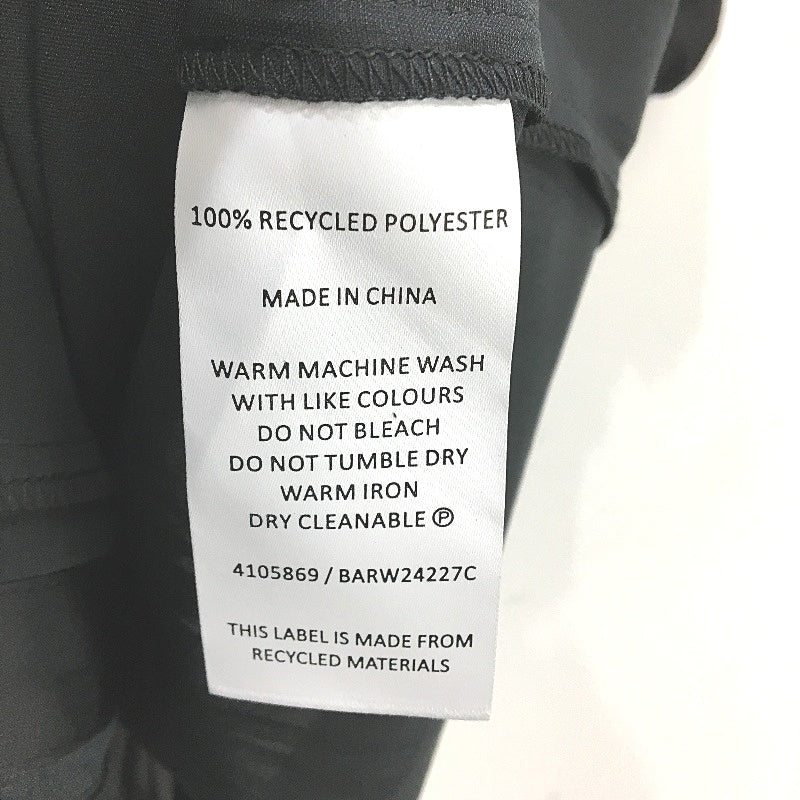 100% RECYCLED POLYESTER
MADE IN CHINA
WARM MACHINE WASH
WITH LIKE COLOURS
DO NOT BLEACH
DO NOT TUMBLE DRY
WARM IRON
DRY CLEANABLE Ⓟ
4105869 / BARW24227C
THIS LABEL IS MADE FROM
RECYCLED MATERIALS